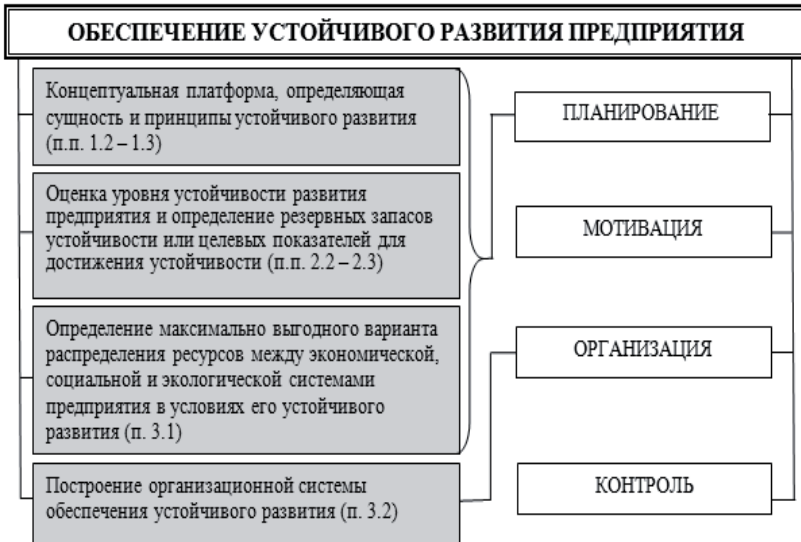 ОБЕСПЕЧЕНИЕ УСТОЙЧИВОГО РАЗВИТИЯ ПРЕДПРИЯТИЯ
Концептуальная платформа, определяющая
сущность и принципы устойчивого развития
(п.п. 1.2 – 1.3)
Оценка уровня устойчивости развития
предприятия и определение резервных запасов
устойчивости или целевых показателей для
достижения устойчивости (п.п. 2.2 – 2.3)
Определение максимально выгодного варианта
распределения ресурсов между экономической,
социальной и экологической системами
предприятия в условиях его устойчивого
развития (п. 3.1)
Построение организационной системы
обеспечения устойчивого развития (п. 3.2)
ПЛАНИРОВАНИЕ
МОТИВАЦИЯ
ОРГАНИЗАЦИЯ
КОНТРОЛЬ